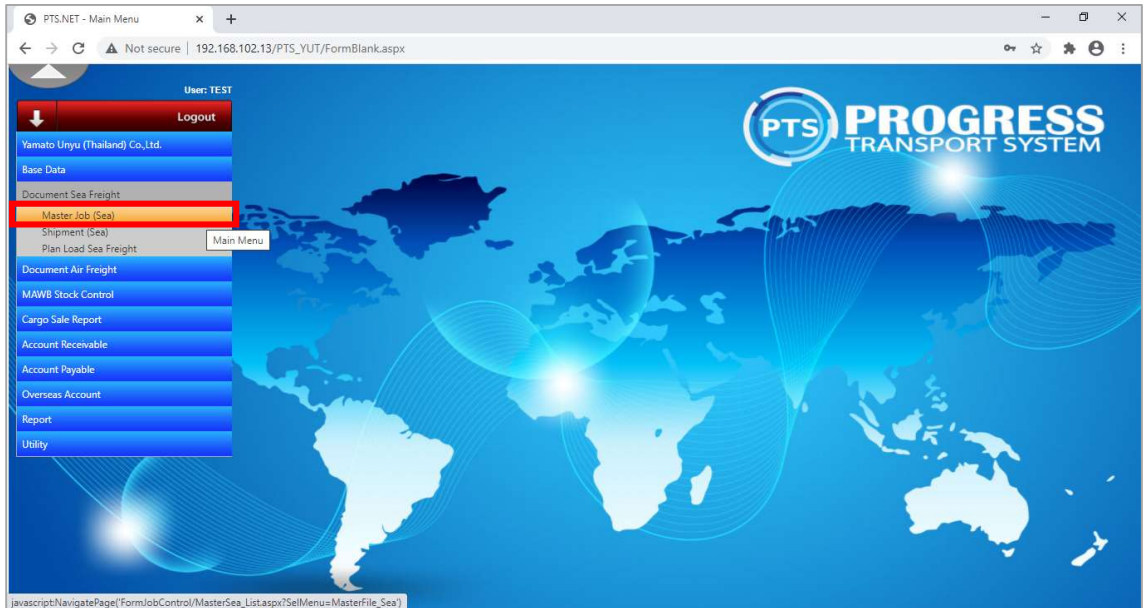 PTS.NET - Main Menu
Not secure | 192.168.102.13/PTS_YUT/FormBlank.aspx
User: TEST
Logout
Yamato Unyu (Thailand) Co.,Ltd.
Base Data
Document Sea Freight
Master Job (Sea)
Shipment (Sea)
Main Menu
Plan Load Sea Freight
Document Air Freight
MAWB Stock Control
Cargo Sale Report
Account Receivable
Account Payable
Overseas Account
Report
Utility
PTS PROGRESS
TRANSPORT SYSTEM
javascript:NavigatePage('FormJobControl/MasterSea_List.aspx?SelMenu=MasterFile_Sea')